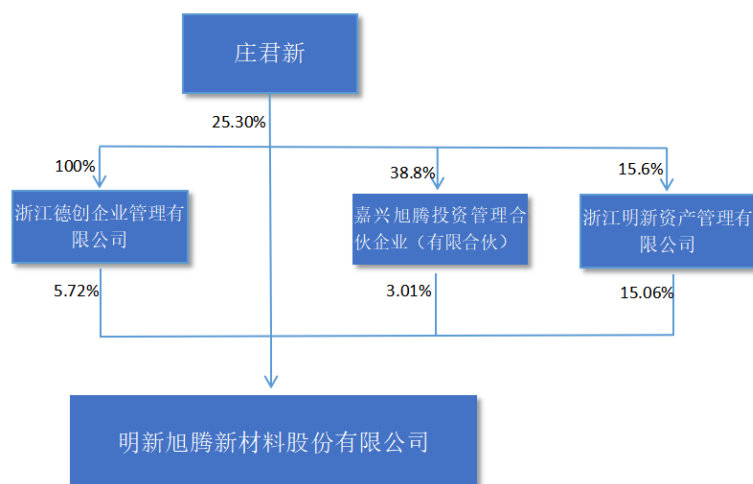 庄君新
25.30%
100%
38.8%
15.6%
浙江德创企业管理有
限公司
嘉兴旭腾投资管理合
伙企业（有限合伙）
浙江明新资产管理有
限公司
5.72%
3.01%
15.06%
明新旭腾新材料股份有限公司